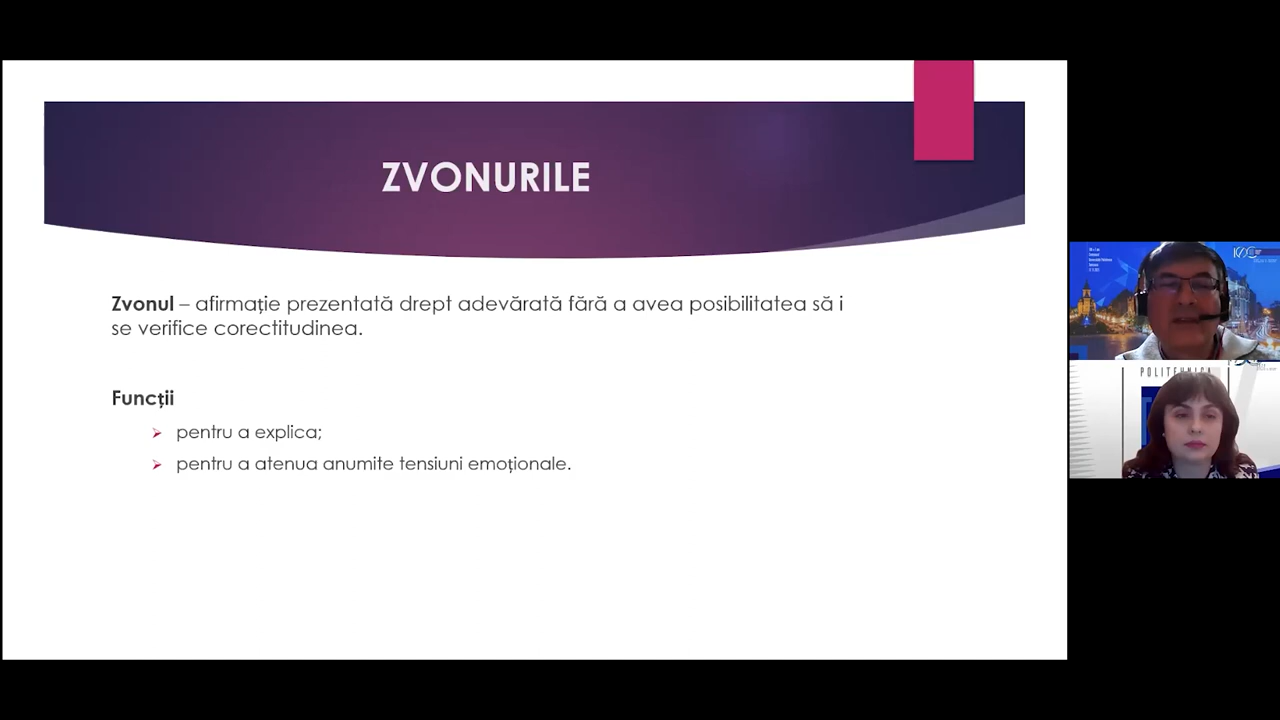 ZVONURILE
Zvonul – afirmație prezentată drept adevărată fără a avea posibilitatea să i
se verifice corectitudinea.
Funcții
pentru a explica;
pentru a atenua anumite tensiuni emoționale.
POLITEHNICA